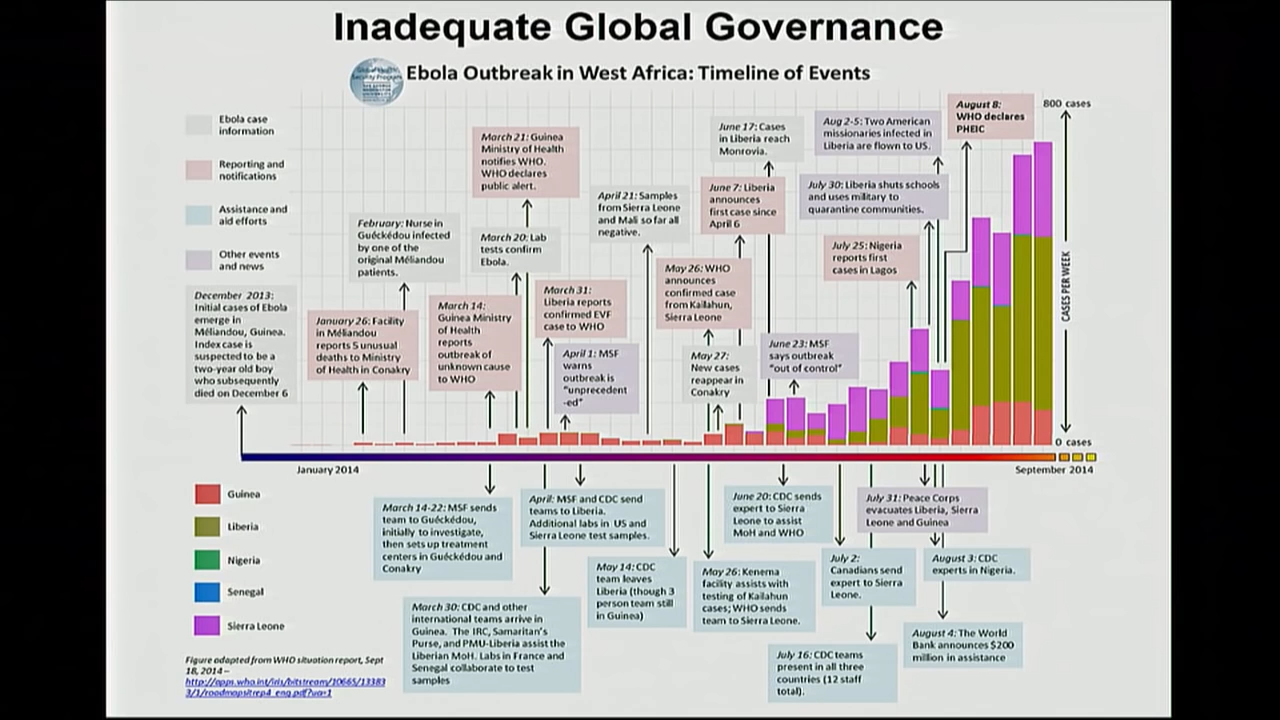 Inadequate Global Governance
Ebola Outbreak in West Africa: Timeline of Events
Ebola case
information
Reporting and
notifications
Assistance and
aid efforts
Other events
and news
December 2013:
Initial cases of Ebola
emerge in
Méliandou, Guinea.
Index case is
suspected to be a
two-year old boy
who subsequently
died on December 6
January 26: Facility
in Méliandou
reports 5 unusual
deaths to Ministry
of Health in Conakry
February: Nurse in
Guéckédou infected
by one of the
original Méliandou
patients.
March 14:
Guinea Ministry
of Health
reports
outbreak of
unknown cause
to WHO
March 20: Lab
tests confirm
Ebola.
March 21: Guinea
Ministry of Health
notifies WHO.
WHO declares
public alert.
March 31:
Liberia reports
confirmed EVF
case to WHO
April 1: MSF
warns
outbreak is
"unprecedent
-ed"
April 21: Samples
from Sierra Leone
and Mali so far all
negative.
May 26: WHO
announces
confirmed case
from Kailahun,
Sierra Leone
May 27:
New cases
reappear in
Conakry
June 7: Liberia
announces
first case since
April 6
June 17: Cases
in Liberia reach
Monrovia.
June 23: MSF
says outbreak
"out of control"
July 25: Nigeria
reports first
cases in Lagos
July 30: Liberia shuts schools
and uses military to
quarantine communities.
Aug 2-5: Two American
missionaries infected in
Liberia are flown to US.
August 8:
WHO declares
PHEIC
800 cases
CASES PER WEEK
0 cases
January 2014
September 2014
Guinea
Liberia
Nigeria
Senegal
Sierra Leone
March 14-22: MSF sends
team to Guéckédou,
initially to investigate,
then sets up treatment
centers in Guéckédou and
Conakry
March 30: CDC and other
international teams arrive in
Guinea. The IRC, Samaritan's
Purse, and PMU-Liberia assist the
Liberian MoH. Labs in France and
Senegal collaborate to test
samples
April: MSF and CDC send
teams to Liberia.
Additional labs in US and
Sierra Leone test samples.
May 14: CDC
team leaves
Liberia (though 3
person team still
in Guinea)
May 26: Kenema
facility assists with
testing of Kailahun
cases; WHO sends
team to Sierra Leone.
June 20: CDC sends
expert to Sierra
Leone to assist
MoH and WHO
July 2:
Canadians send
expert to Sierra
Leone.
July 16: CDC teams
present in all three
countries (12 staff
total).
July 31: Peace Corps
evacuates Liberia, Sierra
Leone and Guinea
August 3: CDC
experts in Nigeria.
August 4: The World
Bank announces $200
million in assistance
Figure adapted from WHO situation report, Sept
18, 2014 –
http://apps.who.int/iris/bitstream/10665/13383
3/1/roadmapsitrep4_eng.pdf?ua=1